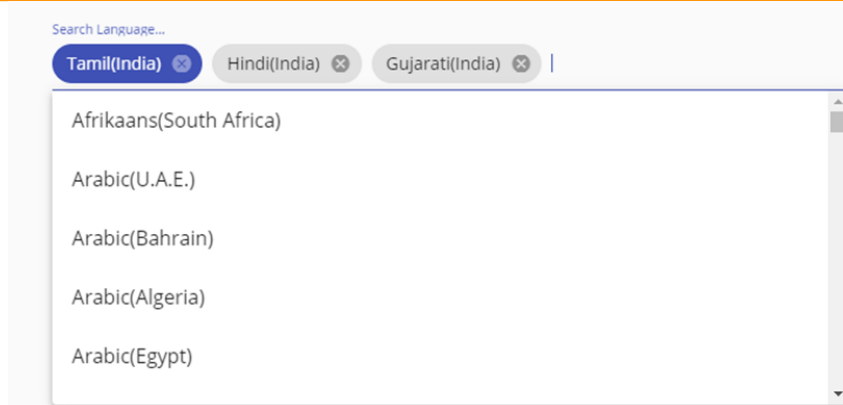 Search Language...
Tamil(India) Hindi(India) Gujarati(India)
Afrikaans(South Africa)
Arabic(U.A.E.)
Arabic(Bahrain)
Arabic(Algeria)
Arabic(Egypt)